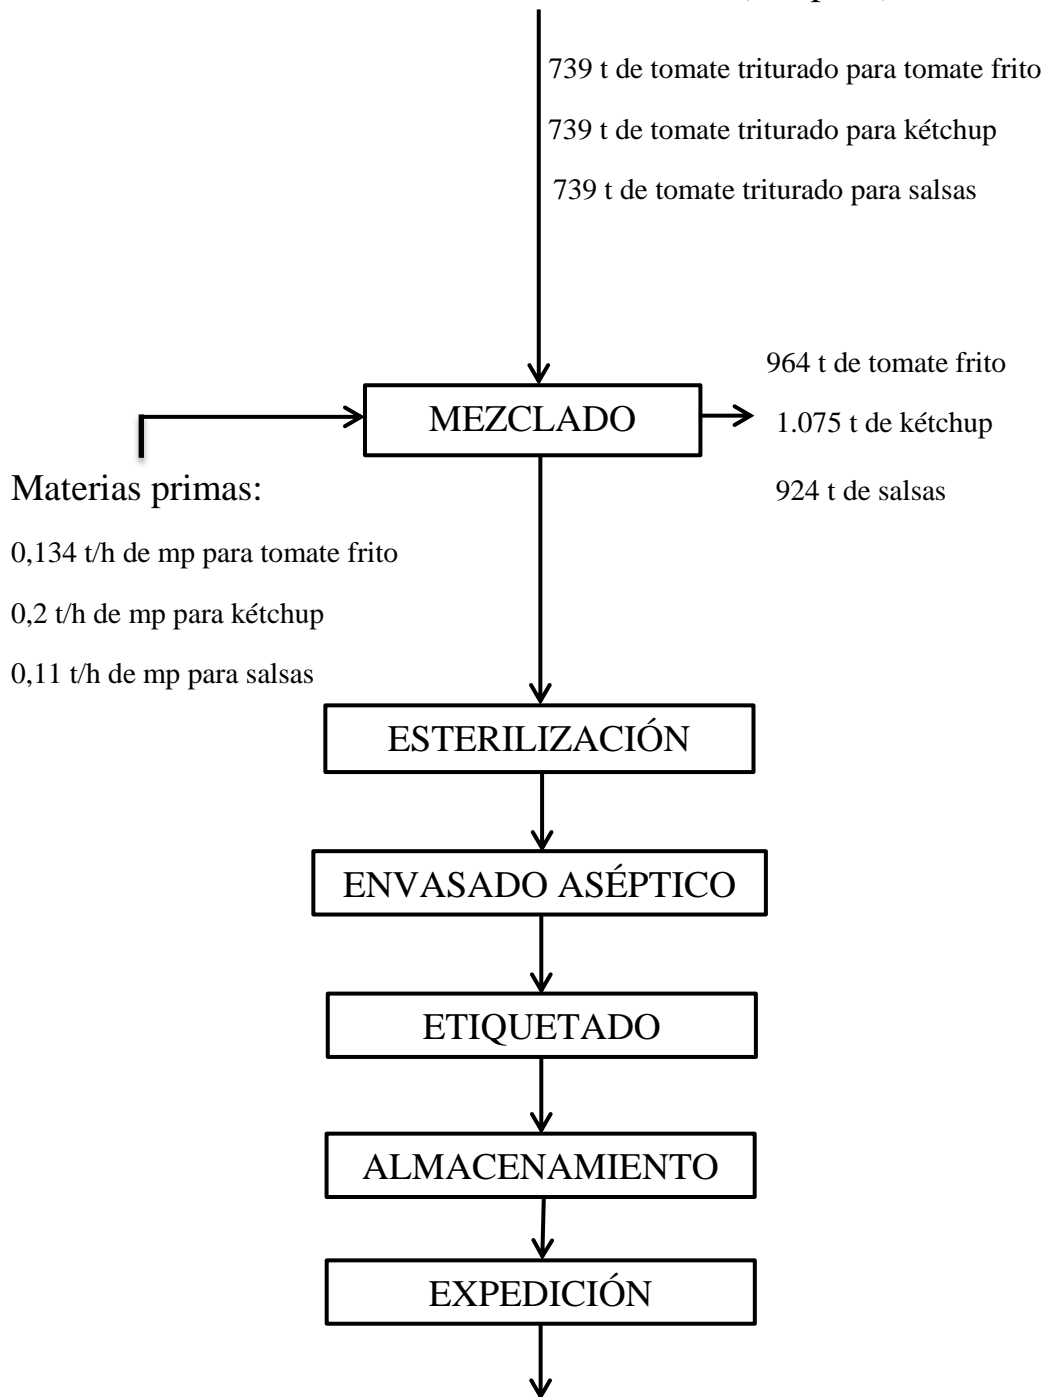 739 t de tomate triturado para tomate frito
739 t de tomate triturado para kétchup
739 t de tomate triturado para salsas
964 t de tomate frito
MEZCLADO
1.075 t de kétchup
Materias primas:
924 t de salsas
0,134 t/h de mp para tomate frito
0,2 t/h de mp para kétchup
0,11 t/h de mp para salsas
ESTERILIZACIÓN
ENVASADO ASÉPTICO
ETIQUETADO
ALMACENAMIENTO
EXPEDICIÓN